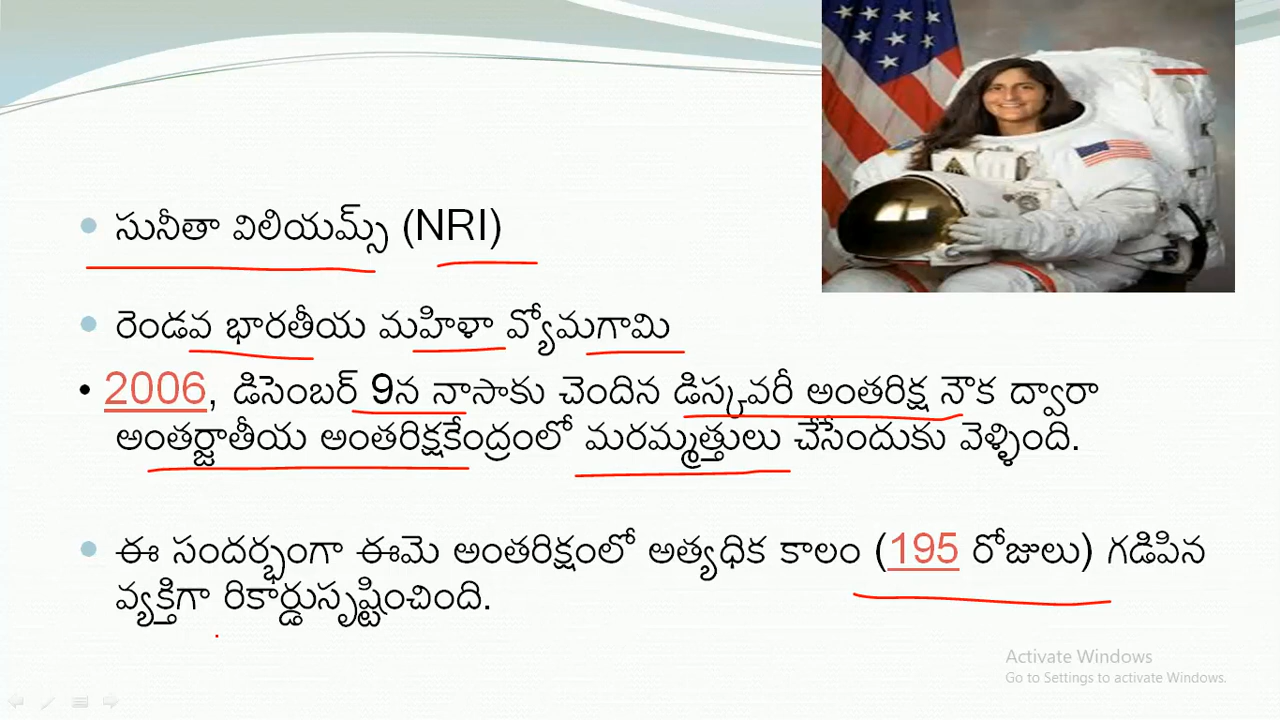 సునీతా విలియమ్స్ (NRI)
రెండవ భారతీయ మహిళా వ్యోమగామి
2006, డిసెంబర్ 9న నాసాకు చెందిన డిస్కవరీ అంతరిక్ష నౌక ద్వారా
అంతర్జాతీయ అంతరిక్షకేంద్రంలో మరమ్మత్తులు చేసేందుకు వెళ్ళింది.
ఈ సందర్భంగా ఈమె అంతరిక్షంలో అత్యధిక కాలం (195 రోజులు) గడిపిన
వ్యక్తిగా రికార్డుసృష్టించింది.
Activate Windows
Go to Settings to activate Windows.